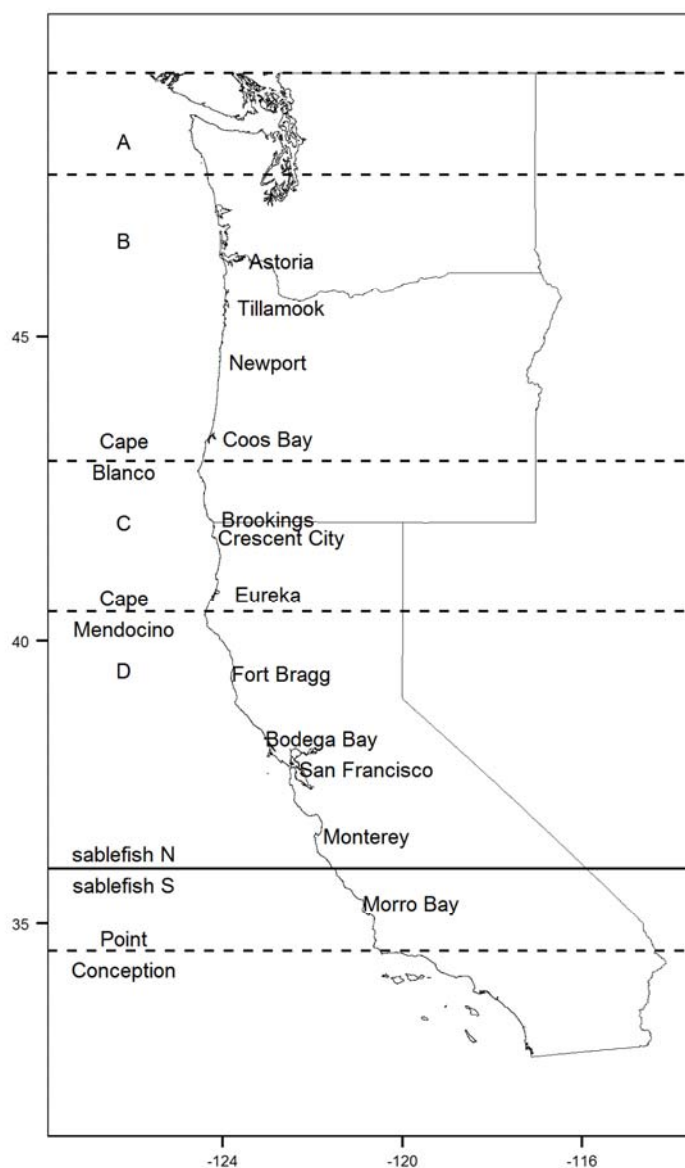 A
B
Astoria
Tillamook
45
Newport
Cape
Coos Bay
Blanco
C
Brookings
Crescent City
Cape
Eureka
Mendocino
40
D
Fort Bragg
Bodega Bay
San Francisco
Monterey
sablefish N
sablefish S
Morro Bay
35
Point
Conception
-124
-120
-116